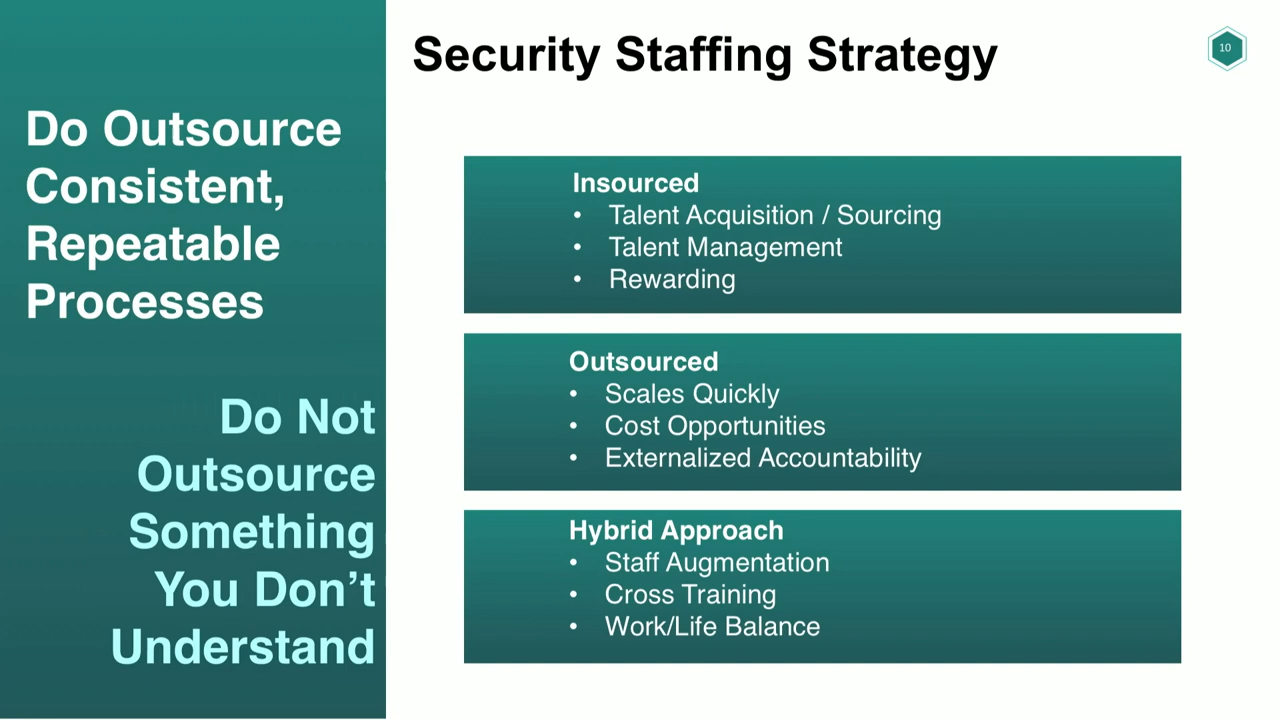 Security Staffing Strategy
10
Do Outsource
Consistent,
Repeatable
Processes
Do Not
Outsource
Something
You Don’t
Understand
Insourced
• Talent Acquisition / Sourcing
• Talent Management
• Rewarding
Outsourced
• Scales Quickly
• Cost Opportunities
• Externalized Accountability
Hybrid Approach
• Staff Augmentation
• Cross Training
• Work/Life Balance